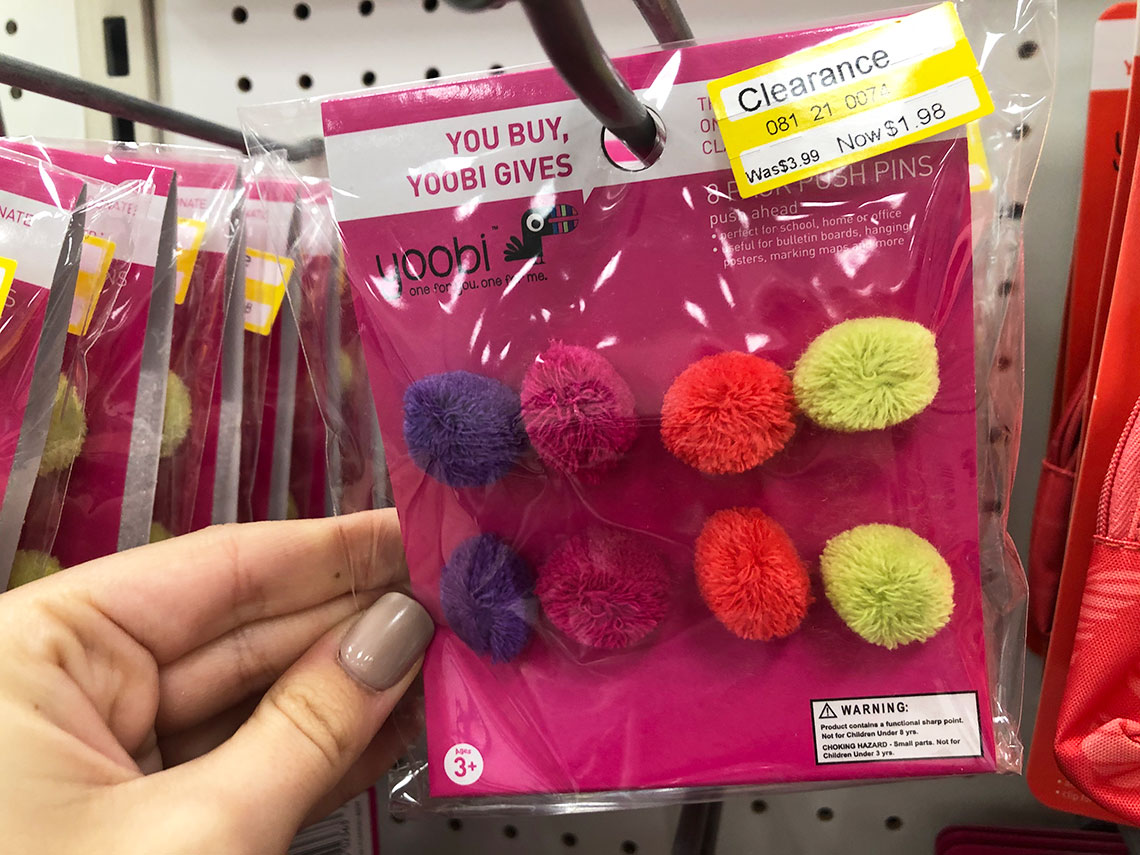 Clearance
081 21 0074
Was$3.99 Now$1.98
YOU BUY,
YOOBI GIVES
PUSH PINS
push ahead
• perfect for school, home or office
• useful for bulletin boards, hanging
posters, marking maps and more
yoobi™
one for you. one for me.
Ages
3+
WARNING:
Product contains a functional sharp point.
Not for Children Under 8 yrs.
CHOKING HAZARD - Small parts. Not for
Children Under 3 yrs.